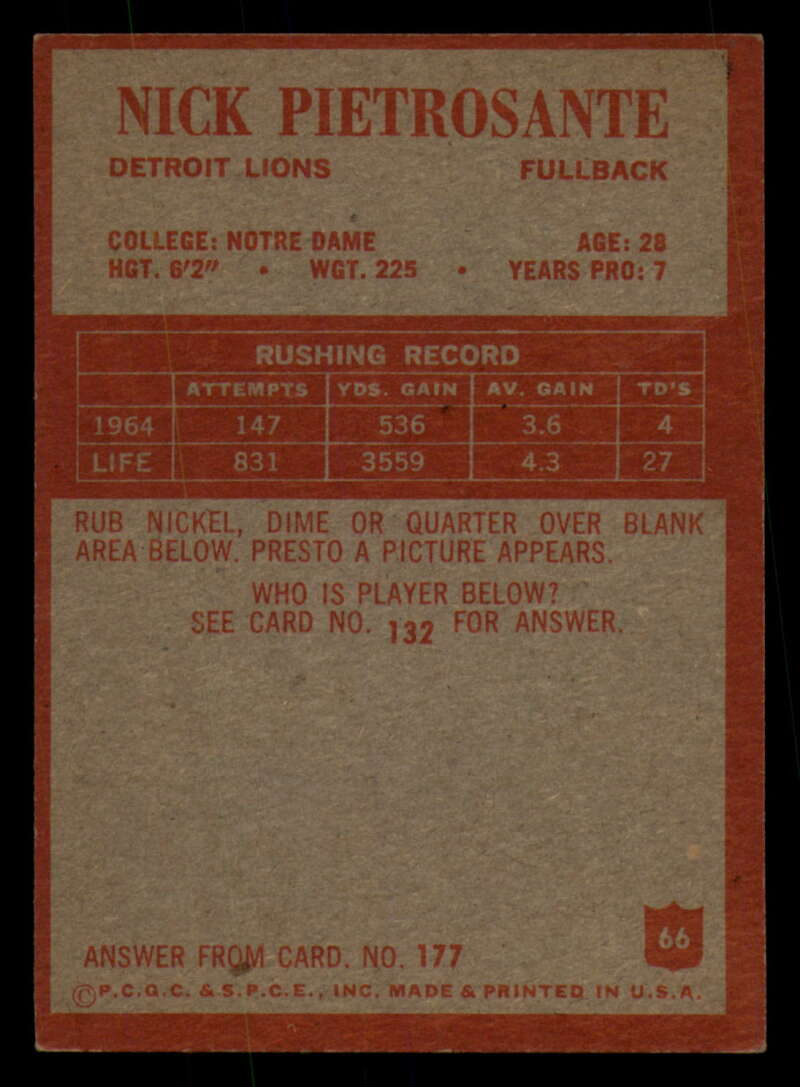 NICK PIETROSANTE
DETROIT LIONS FULLBACK
COLLEGE: NOTRE DAME AGE: 28
HGT. 6'2" • WGT. 225 • YEARS PRO: 7
RUSHING RECORD
ATTEMPTS YDS. GAIN AV. GAIN TD'S
1964 147 536 3.6 4
LIFE 831 3559 4.3 27
RUB NICKEL, DIME OR QUARTER OVER BLANK
AREA BELOW. PRESTO A PICTURE APPEARS.
WHO IS PLAYER BELOW?
SEE CARD NO. 132 FOR ANSWER.
66
ANSWER FROM CARD. NO. 177
©P.C.G.C. & S.P.C.E., INC. MADE & PRINTED IN U.S.A.